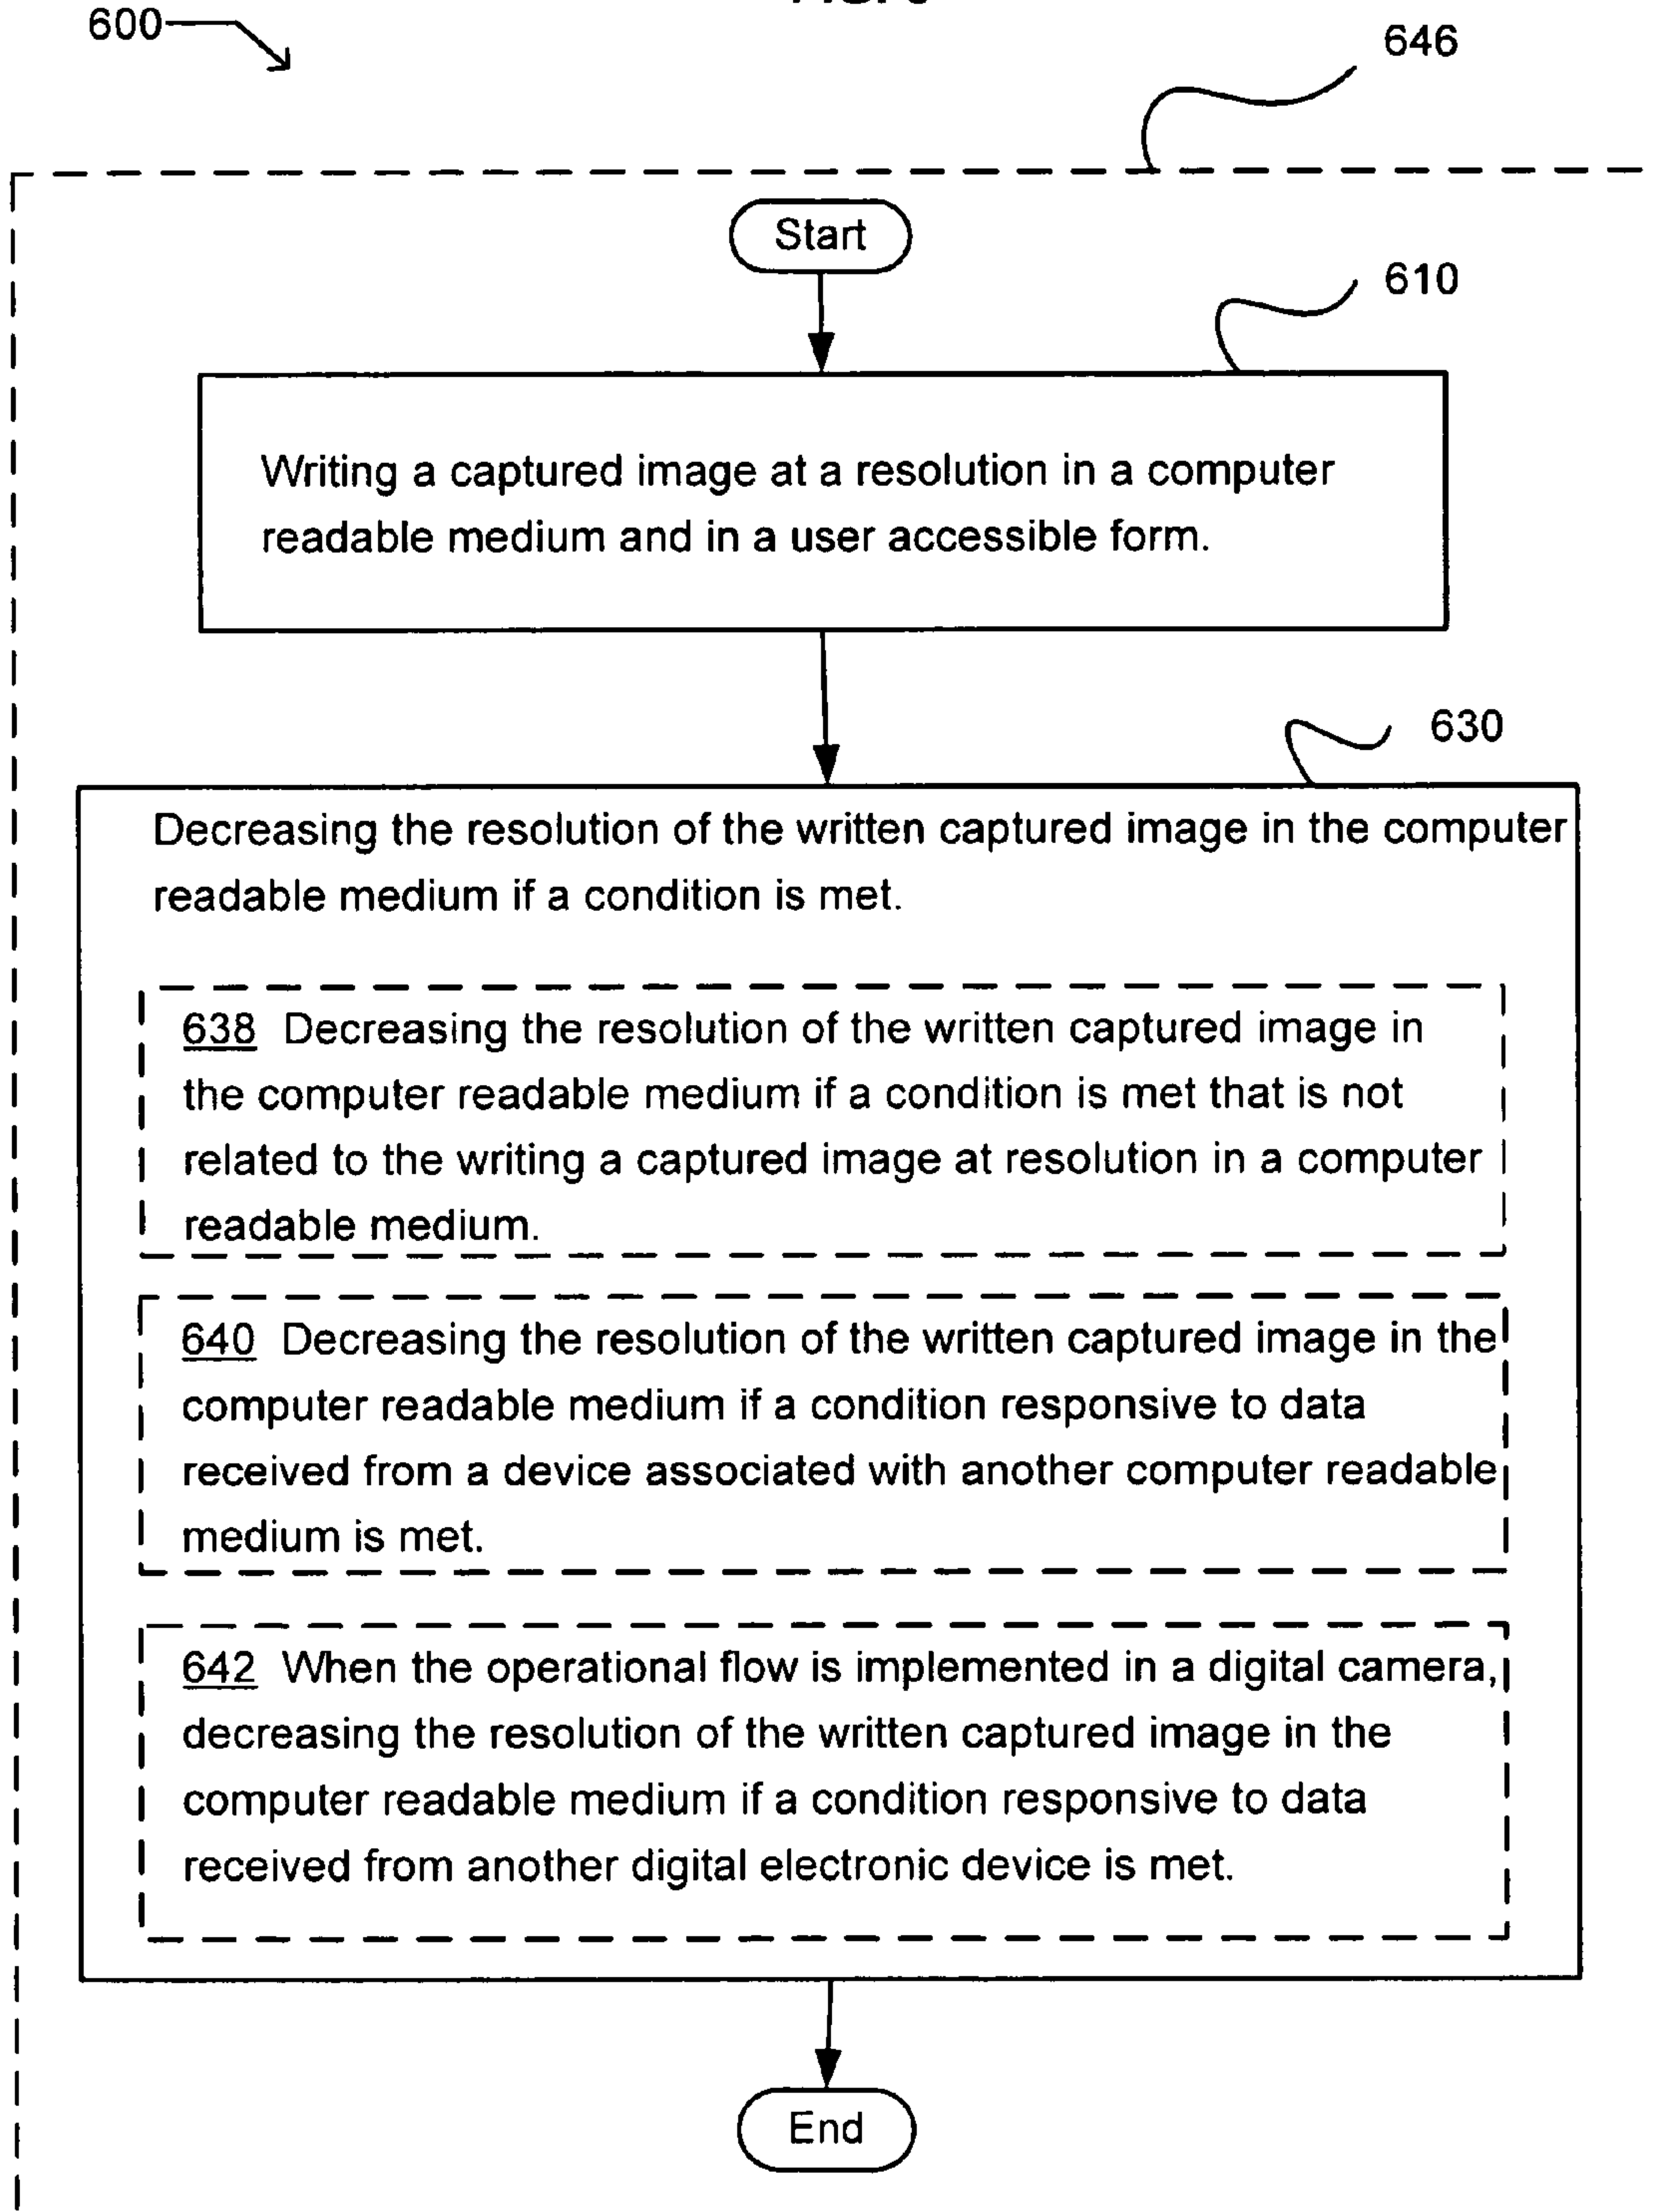 600
646
Start
610
Writing a captured image at a resolution in a computer
readable medium and in a user accessible form.
630
Decreasing the resolution of the written captured image in the computer
readable medium if a condition is met.
638 Decreasing the resolution of the written captured image in
the computer readable medium if a condition is met that is not
related to the writing a captured image at resolution in a computer
readable medium.
640 Decreasing the resolution of the written captured image in the
computer readable medium if a condition responsive to data
received from a device associated with another computer readable
medium is met.
642 When the operational flow is implemented in a digital camera,
decreasing the resolution of the written captured image in the
computer readable medium if a condition responsive to data
received from another digital electronic device is met.
End